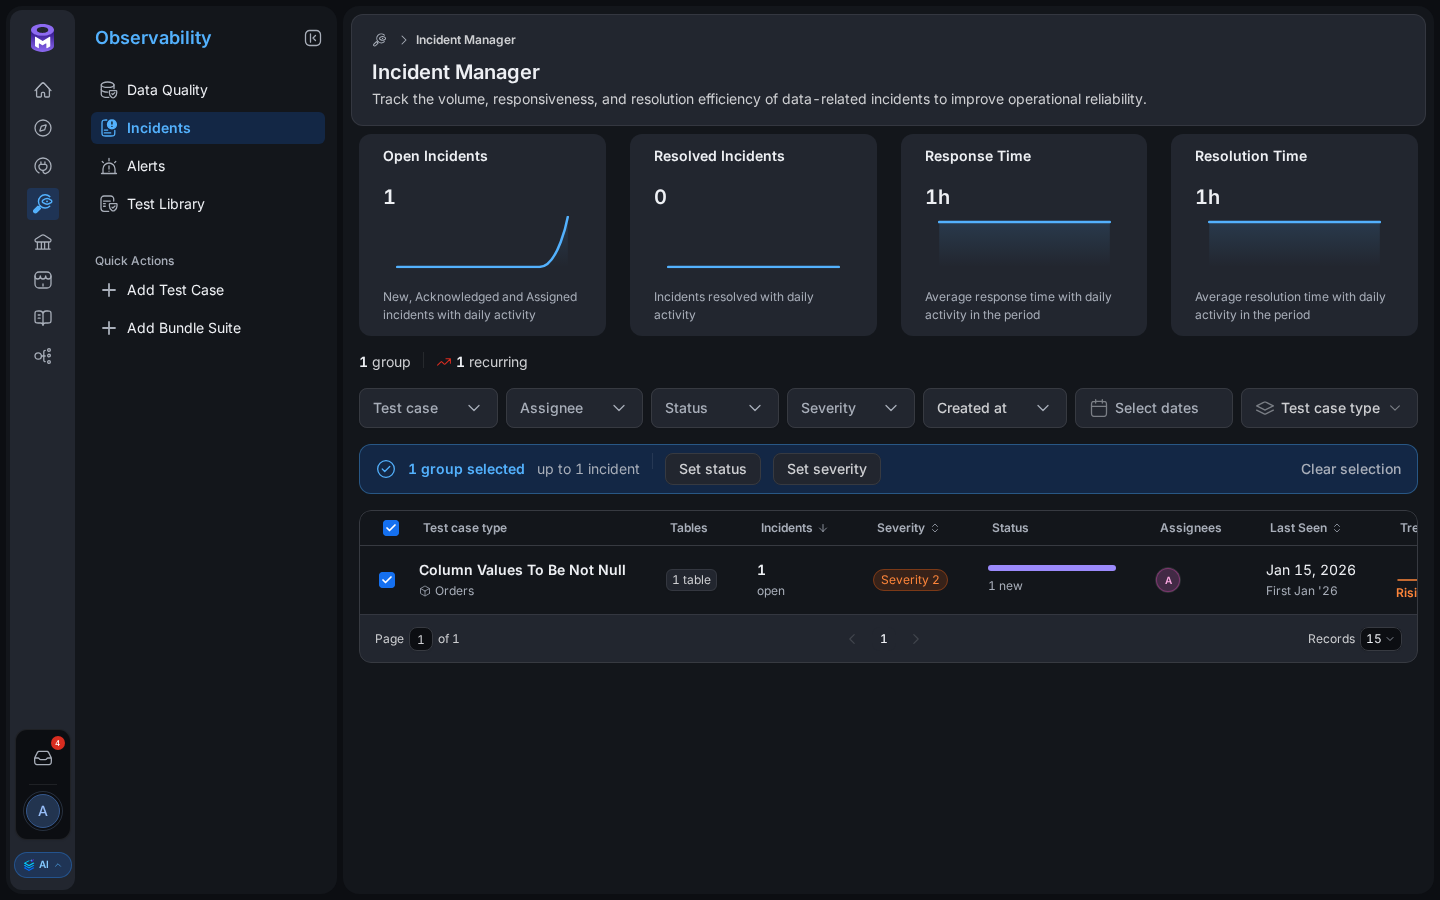 Observability
Data Quality
Incidents
Alerts
Test Library
Quick Actions
Add Test Case
Add Bundle Suite
4
A
AI
Incident Manager
Incident Manager
Track the volume, responsiveness, and resolution efficiency of data-related incidents to improve operational reliability.
Open Incidents
1
New, Acknowledged and Assigned
incidents with daily activity
Resolved Incidents
0
Incidents resolved with daily
activity
Response Time
1h
Average response time with daily
activity in the period
Resolution Time
1h
Average resolution time with daily
activity in the period
1 group 1 recurring
Test case Assignee Status Severity Created at Select dates Test case type
1 group selected up to 1 incident Set status Set severity Clear selection
Test case type Tables Incidents Severity Status Assignees Last Seen Tre
Column Values To Be Not Null
Orders
1 table
1
open
Severity 2
1 new
A
Jan 15, 2026
First Jan '26
Risi
Page 1 of 1 1 Records 15